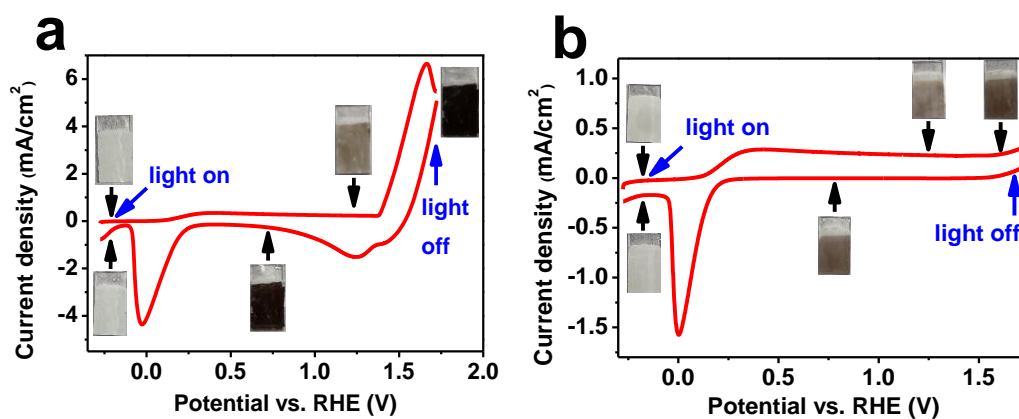 a
Current density (mA/cm²)
6
4
2
0
-2
-4
light on
light
off
0.0 0.5 1.0 1.5 2.0
Potential vs. RHE (V)
b
Current density (mA/cm²)
1.0
0.5
0.0
-0.5
-1.0
-1.5
light on
light off
0.0 0.5 1.0 1.5
Potential vs. RHE (V)